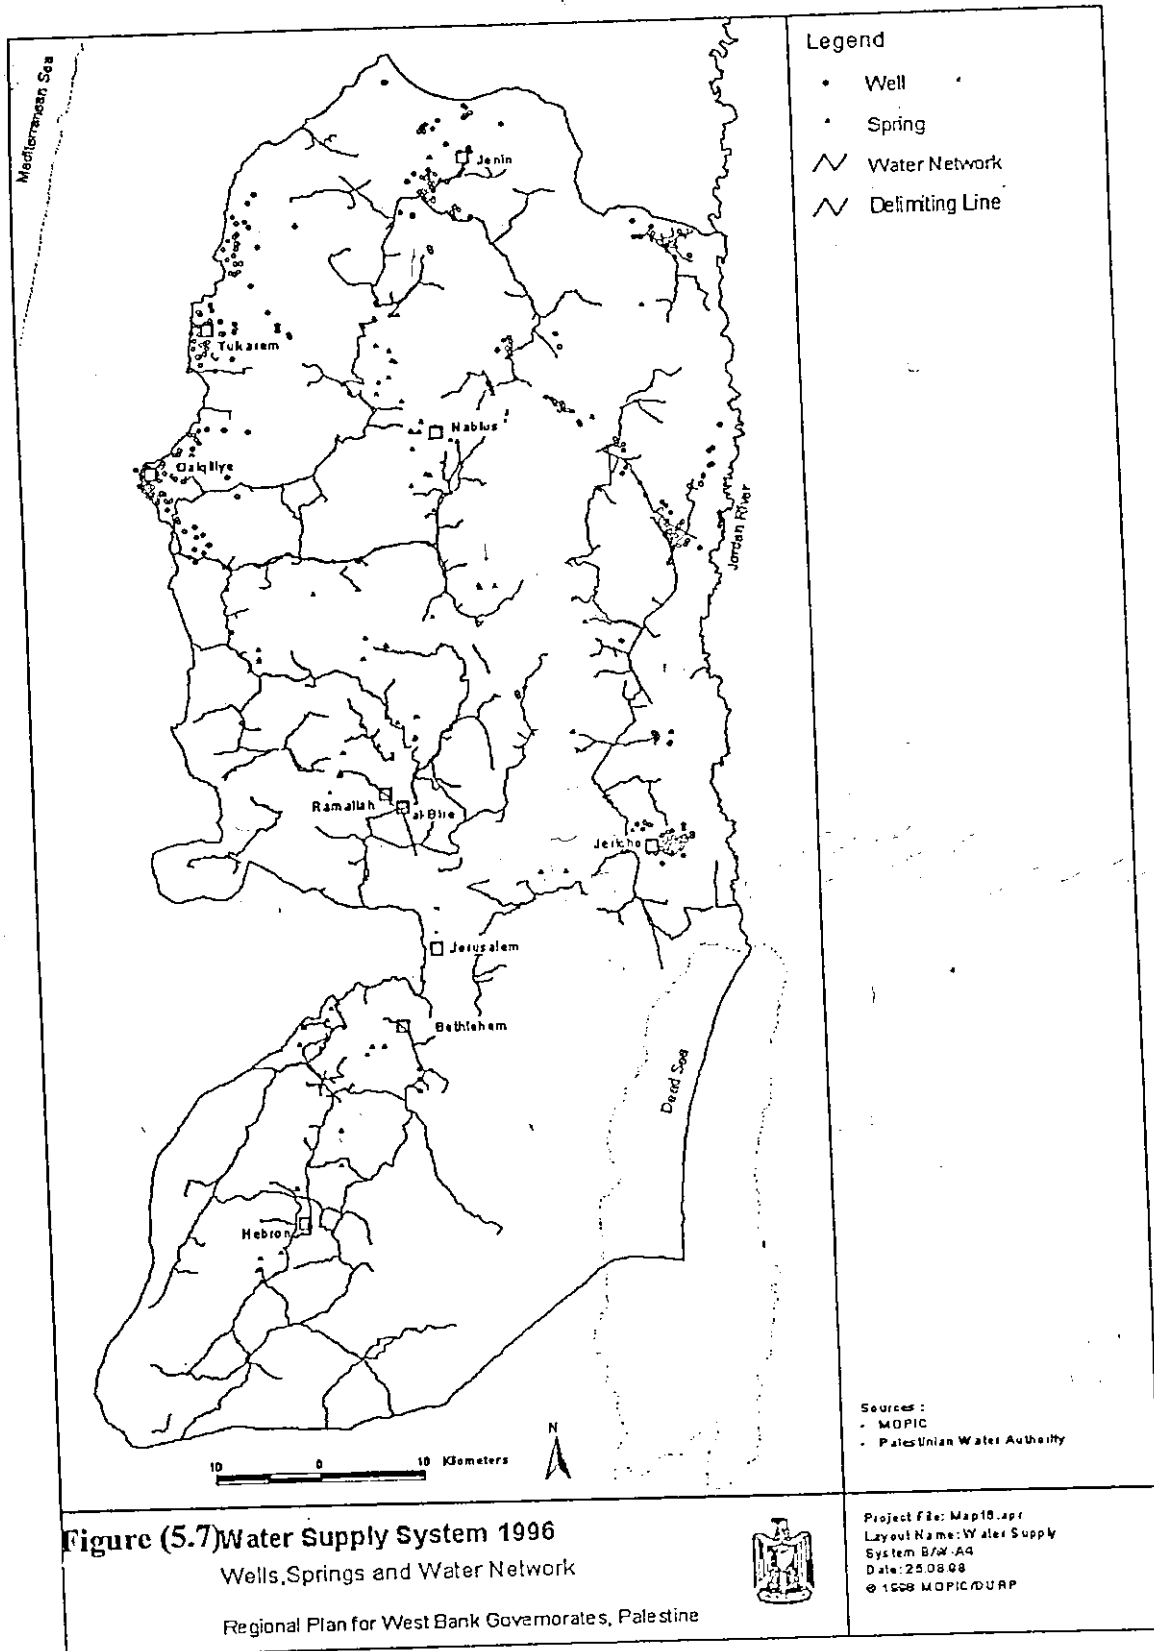 Mediterranean Sea
Legend
Well
Spring
Water Network
Delimiting Line
Jenin
Tukarem
Nablus
Qalqilye
Jordan River
Ramallah
al-Bire
Jericho
Jerusalem
Bethlehem
Dead Sea
Hebron
Sources :
- MOPIC
- Palestinian Water Authority
N
10 0 10 Kilometers
Figure (5.7) Water Supply System 1996
Wells,Springs and Water Network
Regional Plan for West Bank Governorates, Palestine
Project File: Map18.apr
Layout Name: Water Supply
System B/W-A4
Date: 25.08.98
© 1998 MOPIC/DURP